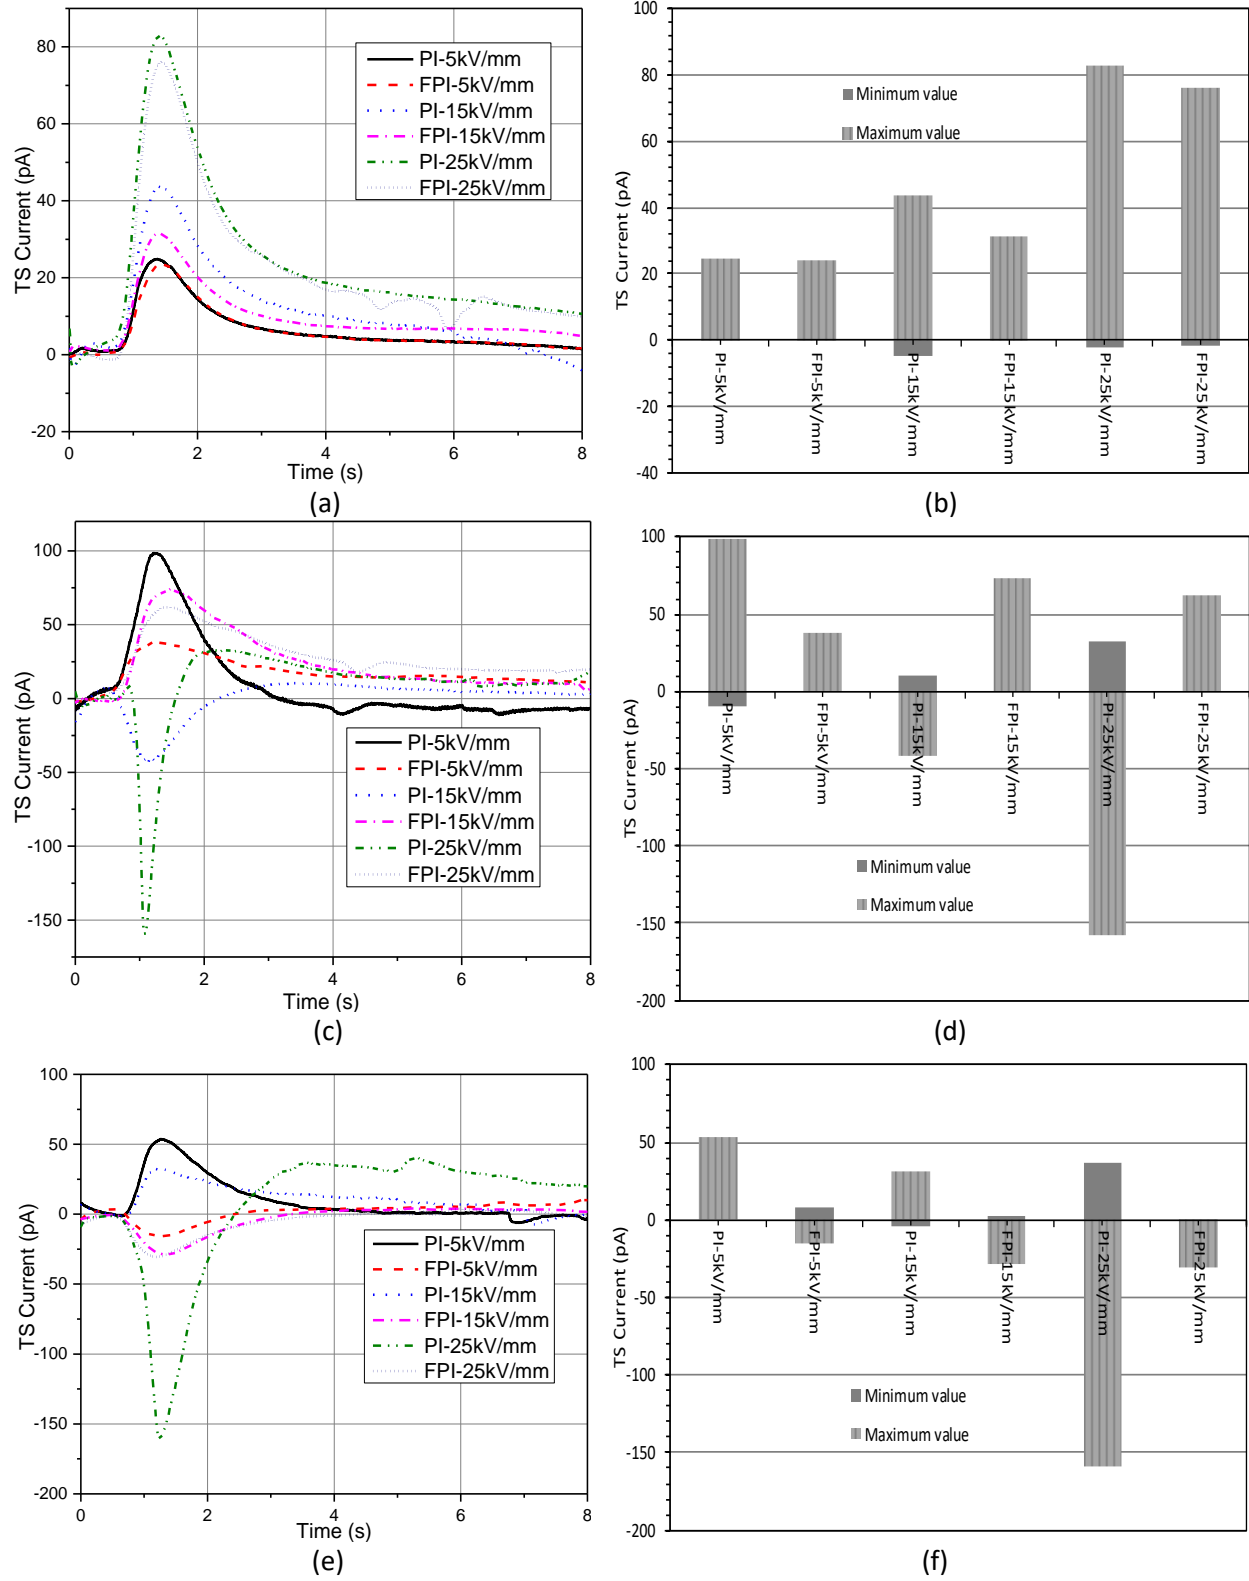 80
60
40
20
0
-20
TS Current (pA)
PI-5kV/mm
FPI-5kV/mm
PI-15kV/mm
FPI-15kV/mm
PI-25kV/mm
FPI-25kV/mm
0 2 4 6 8
Time (s)
(a)
100
80
60
40
20
0
-20
-40
TS Current (pA)
Minimum value
Maximum value
PI-5kV/mm
FPI-5kV/mm
PI-15kV/mm
FPI-15kV/mm
PI-25kV/mm
FPI-25kV/mm
(b)
100
50
0
-50
-100
-150
TS Current (pA)
PI-5kV/mm
FPI-5kV/mm
PI-15kV/mm
FPI-15kV/mm
PI-25kV/mm
FPI-25kV/mm
0 2 4 6 8
Time (s)
(c)
100
50
0
-50
-100
-150
-200
TS Current (pA)
PI-5kV/mm
FPI-5kV/mm
PI-15kV/mm
FPI-15kV/mm
PI-25kV/mm
FPI-25kV/mm
Minimum value
Maximum value
(d)
100
50
0
-50
-100
-150
-200
TS Current (pA)
PI-5kV/mm
FPI-5kV/mm
PI-15kV/mm
FPI-15kV/mm
PI-25kV/mm
FPI-25kV/mm
0 2 4 6 8
Time (s)
(e)
100
50
0
-50
-100
-150
-200
TS Current (pA)
PI-5kV/mm
FPI-5kV/mm
PI-15kV/mm
FPI-15kV/mm
PI-25kV/mm
FPI-25kV/mm
Minimum value
Maximum value
(f)